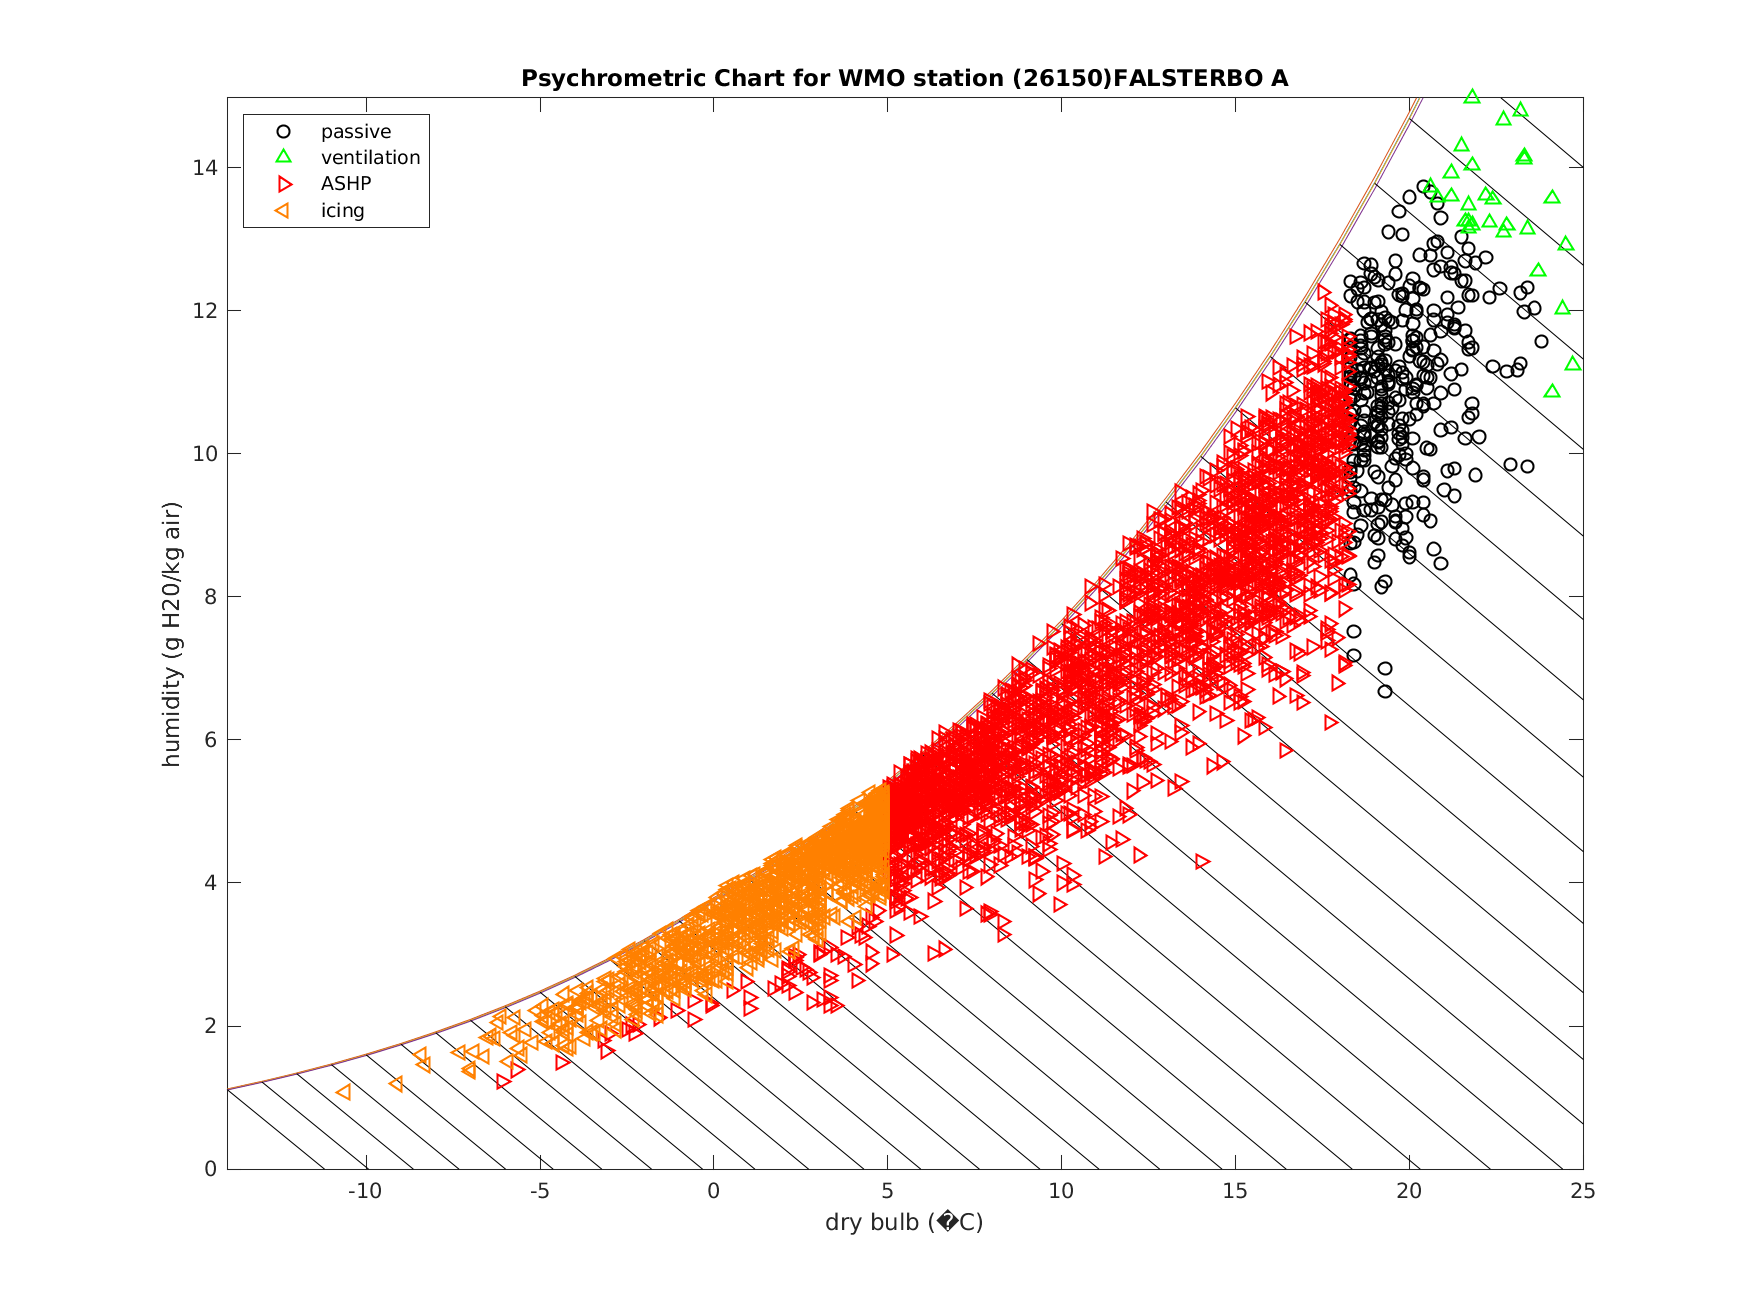 Psychrometric Chart for WMO station (26150)FALSTERBO A
passive
ventilation
ASHP
icing
humidity (g H20/kg air)
14
12
10
8
6
4
2
0
-10 -5 0 5 10 15 20 25
dry bulb (�C)